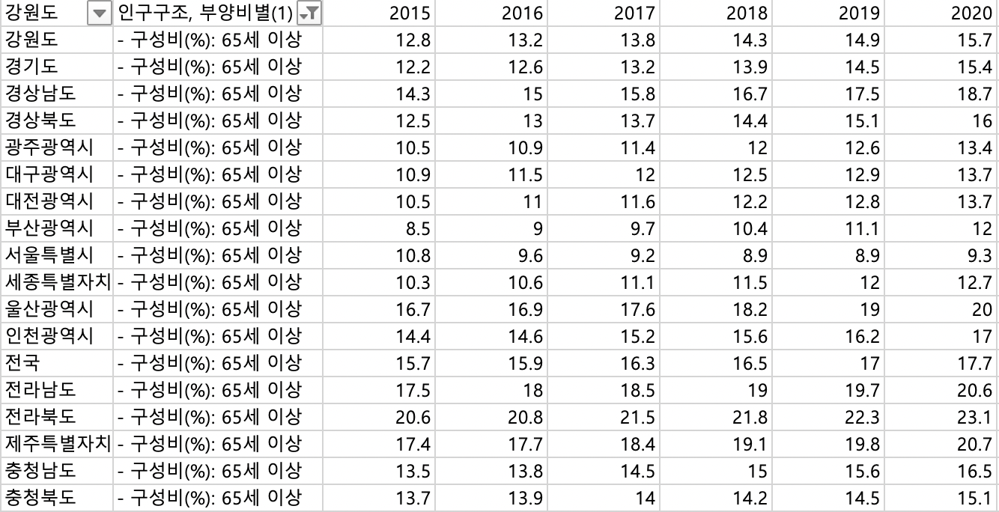 강원도 인구구조, 부양비별(1) 2015 2016 2017 2018 2019 2020
강원도 - 구성비(%): 65세 이상 12.8 13.2 13.8 14.3 14.9 15.7
경기도 - 구성비(%): 65세 이상 12.2 12.6 13.2 13.9 14.5 15.4
경상남도 - 구성비(%): 65세 이상 14.3 15 15.8 16.7 17.5 18.7
경상북도 - 구성비(%): 65세 이상 12.5 13 13.7 14.4 15.1 16
광주광역시 - 구성비(%): 65세 이상 10.5 10.9 11.4 12 12.6 13.4
대구광역시 - 구성비(%): 65세 이상 10.9 11.5 12 12.5 12.9 13.7
대전광역시 - 구성비(%): 65세 이상 10.5 11 11.6 12.2 12.8 13.7
부산광역시 - 구성비(%): 65세 이상 8.5 9 9.7 10.4 11.1 12
서울특별시 - 구성비(%): 65세 이상 10.8 9.6 9.2 8.9 8.9 9.3
세종특별자치 - 구성비(%): 65세 이상 10.3 10.6 11.1 11.5 12 12.7
울산광역시 - 구성비(%): 65세 이상 16.7 16.9 17.6 18.2 19 20
인천광역시 - 구성비(%): 65세 이상 14.4 14.6 15.2 15.6 16.2 17
전국 - 구성비(%): 65세 이상 15.7 15.9 16.3 16.5 17 17.7
전라남도 - 구성비(%): 65세 이상 17.5 18 18.5 19 19.7 20.6
전라북도 - 구성비(%): 65세 이상 20.6 20.8 21.5 21.8 22.3 23.1
제주특별자치 - 구성비(%): 65세 이상 17.4 17.7 18.4 19.1 19.8 20.7
충청남도 - 구성비(%): 65세 이상 13.5 13.8 14.5 15 15.6 16.5
충청북도 - 구성비(%): 65세 이상 13.7 13.9 14 14.2 14.5 15.1